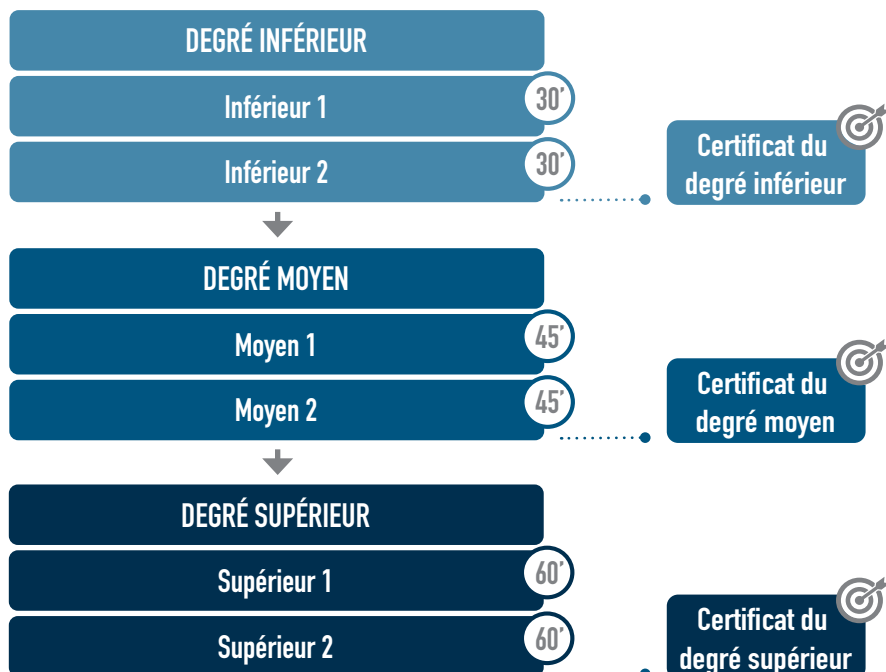 DEGRÉ INFÉRIEUR
Inférieur 1
30’
Inférieur 2
30’
Certificat du
degré inférieur
DEGRÉ MOYEN
Moyen 1
45’
Moyen 2
45’
Certificat du
degré moyen
DEGRÉ SUPÉRIEUR
Supérieur 1
60’
Supérieur 2
60’
Certificat du
degré supérieur